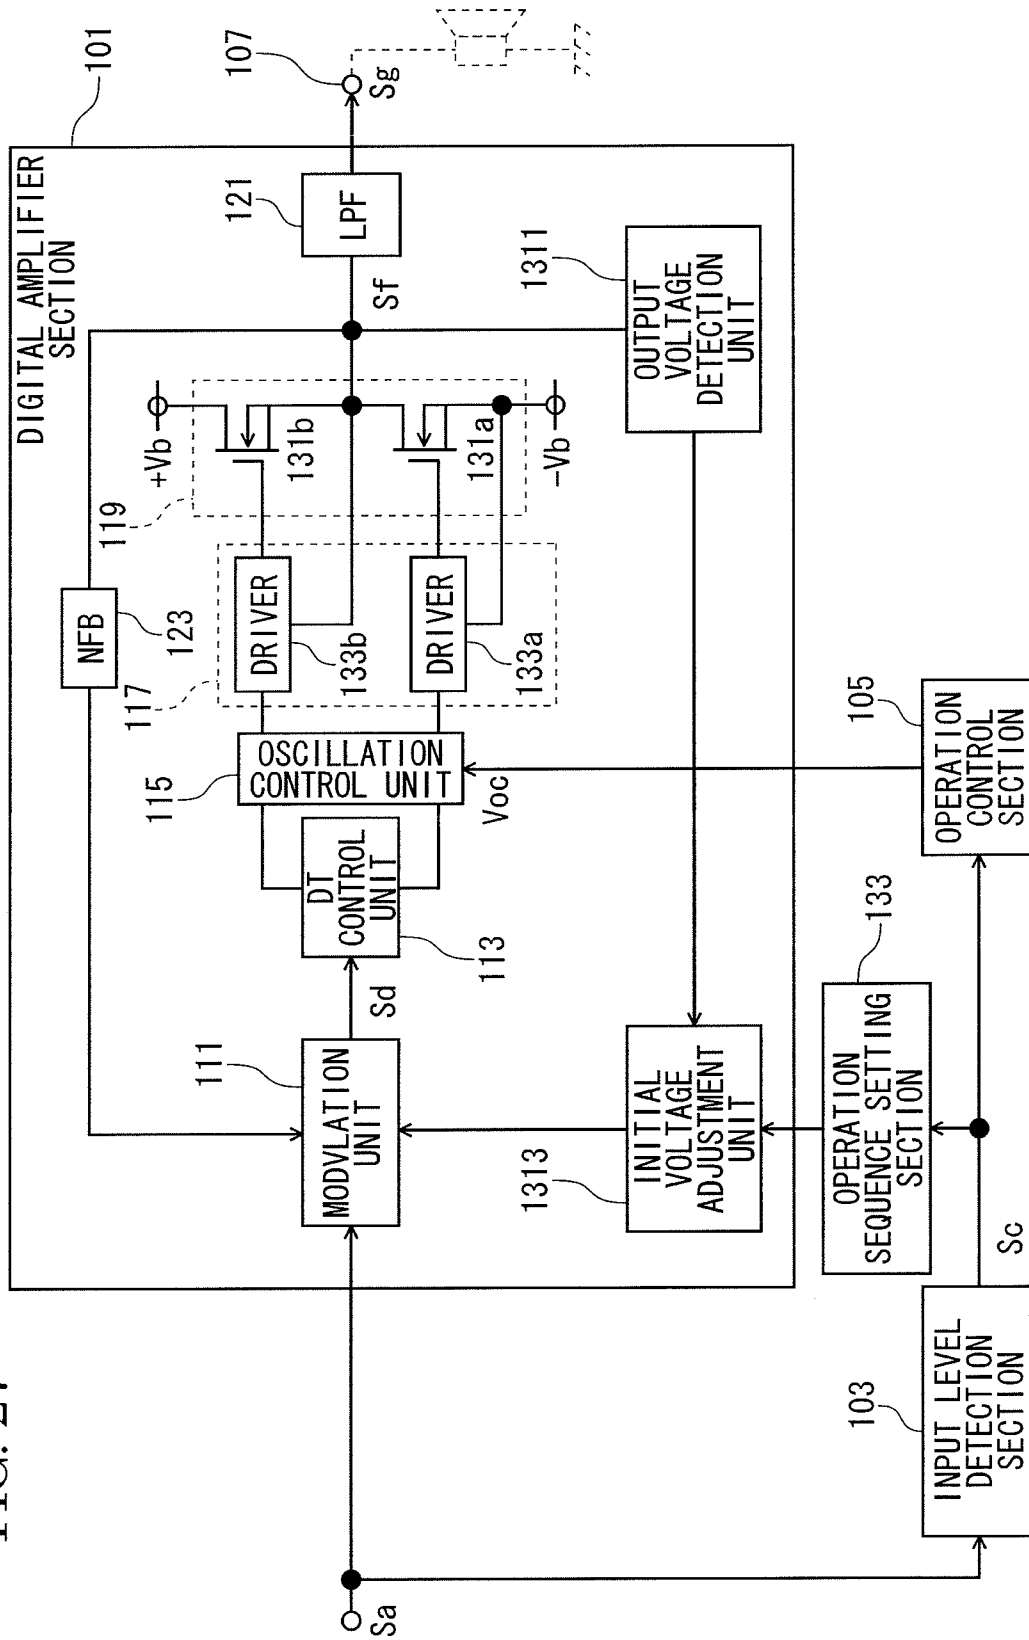 FIG. 27
DIGITAL AMPLIFIER
SECTION
101
107
Sg
121
LPF
Sf
+Vb
-Vb
131b
131a
119
NFB
123
117
DRIVER
133b
DRIVER
133a
OSCILLATION
CONTROL UNIT
115
Voc
DT
CONTROL
UNIT
113
Sd
111
MODVLATION
UNIT
1311
OUTPUT
VOLTAGE
DETECTION
UNIT
1313
INITIAL
VOLTAGE
ADJUSTMENT
UNIT
133
OPERATION
SEQUENCE SETTING
SECTION
105
OPERATION
CONTROL
SECTION
103
INPUT LEVEL
DETECTION
SECTION
Sc
Sa